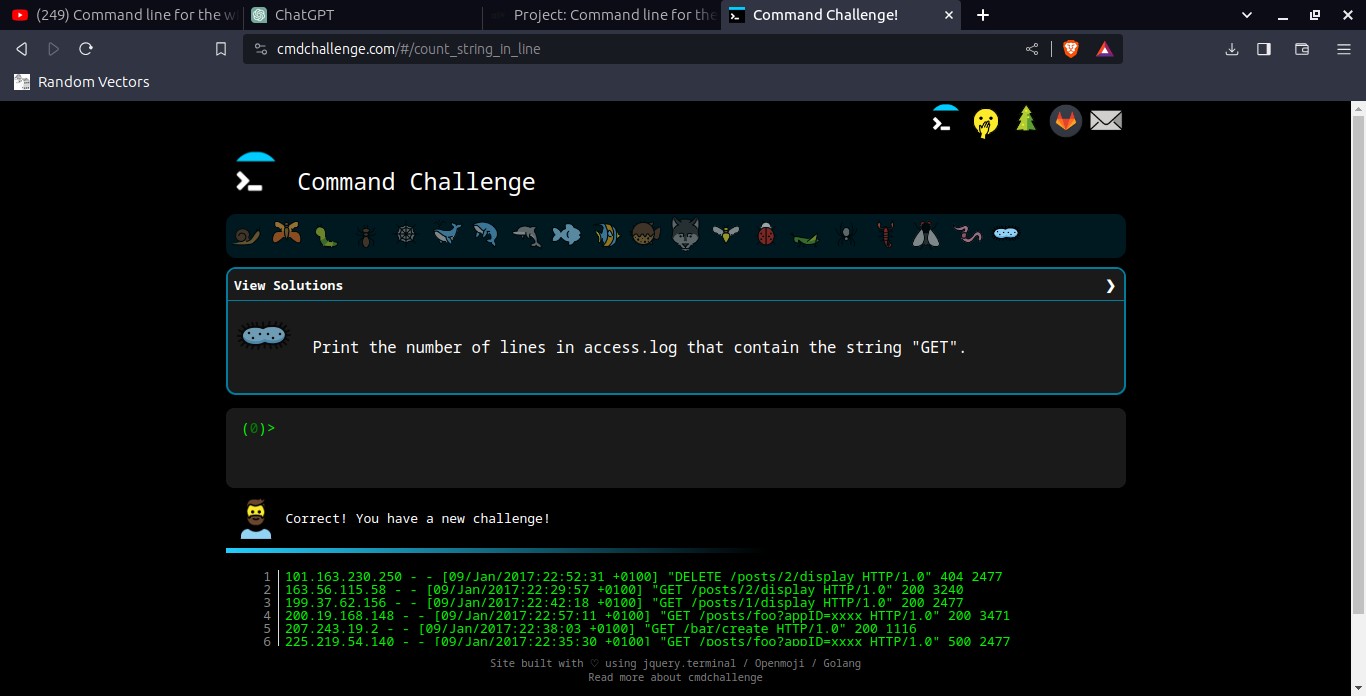 (249) Command line for the w
ChatGPT
Project: Command line for the
Command Challenge!
cmdchallenge.com/#/count_string_in_line
Random Vectors
Command Challenge
View Solutions
Print the number of lines in access.log that contain the string "GET".
(0)>
Correct! You have a new challenge!
1 101.163.230.250 - - [09/Jan/2017:22:52:31 +0100] "DELETE /posts/2/display HTTP/1.0" 404 2477
2 163.56.115.58 - - [09/Jan/2017:22:29:57 +0100] "GET /posts/2/display HTTP/1.0" 200 3240
3 199.37.62.156 - - [09/Jan/2017:22:42:18 +0100] "GET /posts/1/display HTTP/1.0" 200 2477
4 200.19.168.148 - - [09/Jan/2017:22:57:11 +0100] "GET /posts/foo?appID=xxxx HTTP/1.0" 200 3471
5 207.243.19.2 - - [09/Jan/2017:22:38:03 +0100] "GET /bar/create HTTP/1.0" 200 1116
6 225.219.54.140 - - [09/Jan/2017:22:35:30 +0100] "GET /posts/foo?appID=xxxx HTTP/1.0" 500 2477
Site built with ♡ using jquery.terminal / Openmoji / Golang
Read more about cmdchallenge